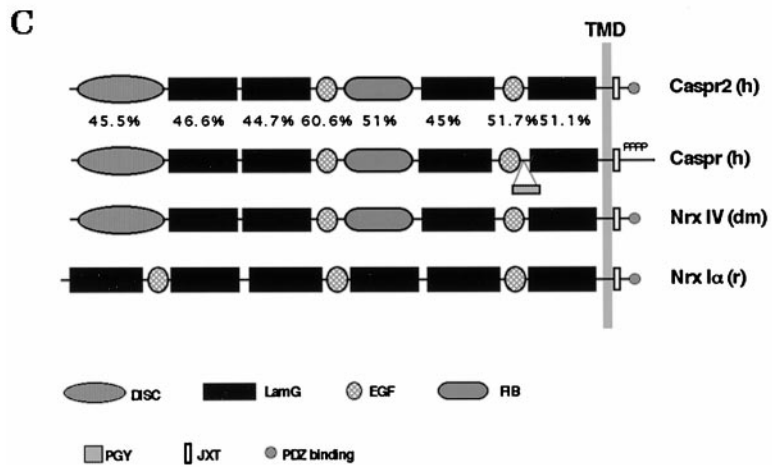 C
TMD
Caspr2 (h)
45.5% 46.6% 44.7% 60.6% 51% 45% 51.7% 51.1%
Caspr (h)
PPPP
Nrx IV (dm)
Nrx Iα (r)
DISC LamG EGF FIB
PGY JXT PDZ binding